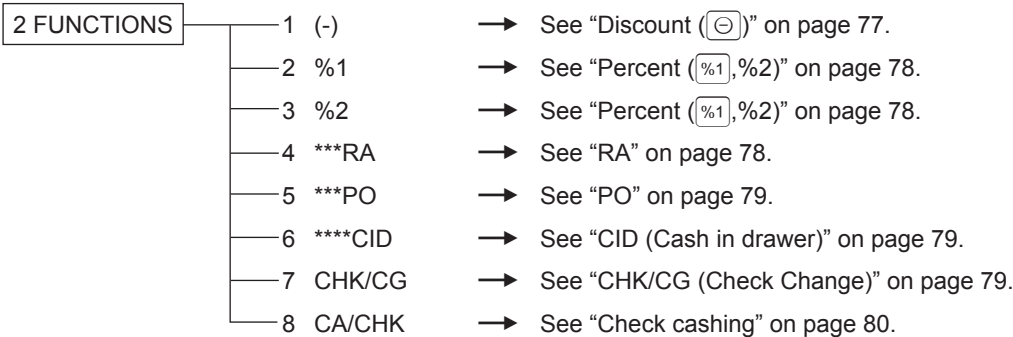 2 FUNCTIONS 1 (-) See “Discount (⊖)” on page 77.
2 %1 See “Percent (%1,%2)” on page 78.
3 %2 See “Percent (%1,%2)” on page 78.
4 ***RA See “RA” on page 78.
5 ***PO See “PO” on page 79.
6 ****CID See “CID (Cash in drawer)” on page 79.
7 CHK/CG See “CHK/CG (Check Change)” on page 79.
8 CA/CHK See “Check cashing” on page 80.